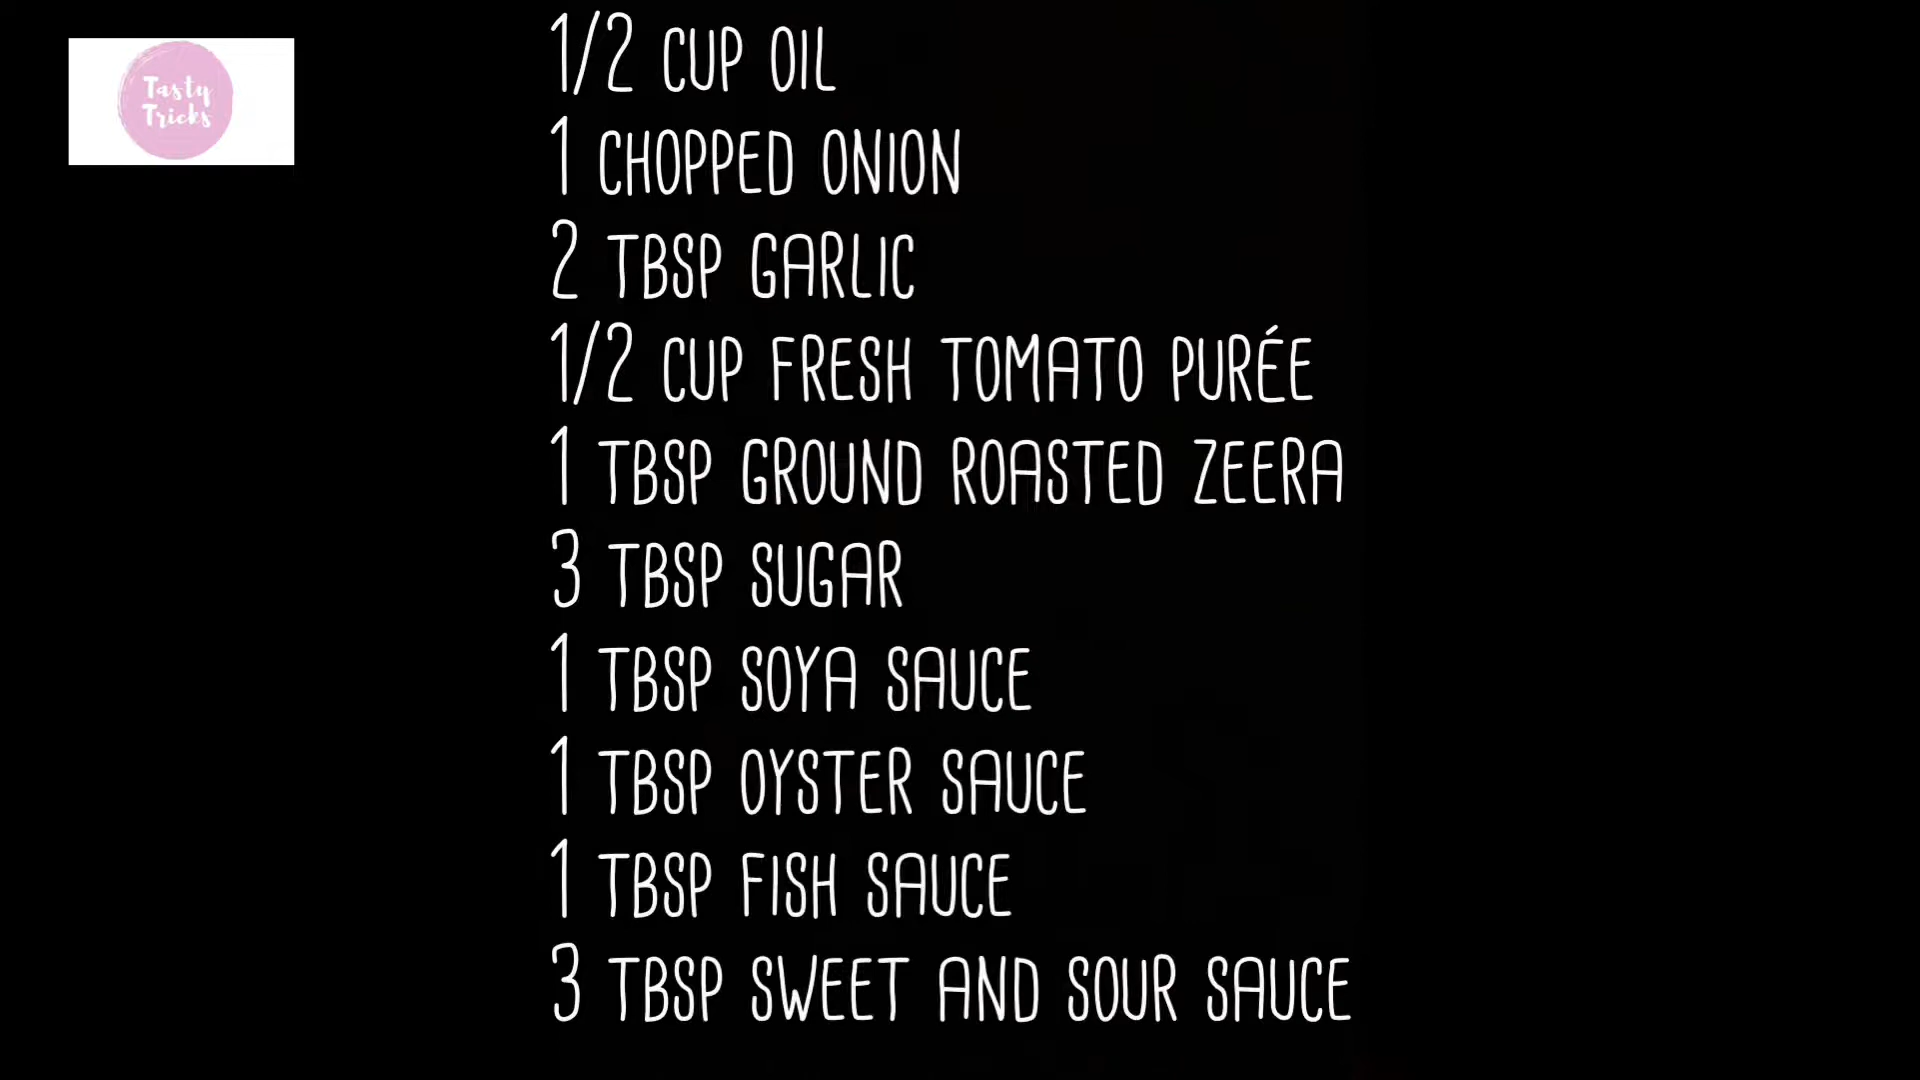 Tasty
Tricks
1/2 CUP OIL
1 CHOPPED ONION
2 TBSP GARLIC
1/2 CUP FRESH TOMATO PURÉE
1 TBSP GROUND ROASTED ZEERA
3 TBSP SUGAR
1 TBSP SOYA SAUCE
1 TBSP OYSTER SAUCE
1 TBSP FISH SAUCE
3 TBSP SWEET AND SOUR SAUCE